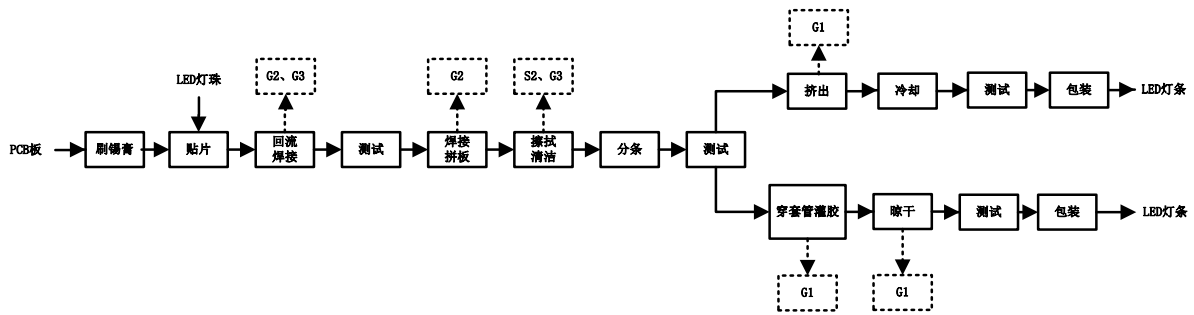 G1
G2、G3
G2
S2、G3
LED灯珠
挤出
冷却
测试
包装
LED灯条
PCB板
刷锡膏
贴片
回流
焊接
测试
焊接
拼板
擦拭
清洁
分条
测试
穿套管灌胶
晾干
测试
包装
LED灯条
G1
G1